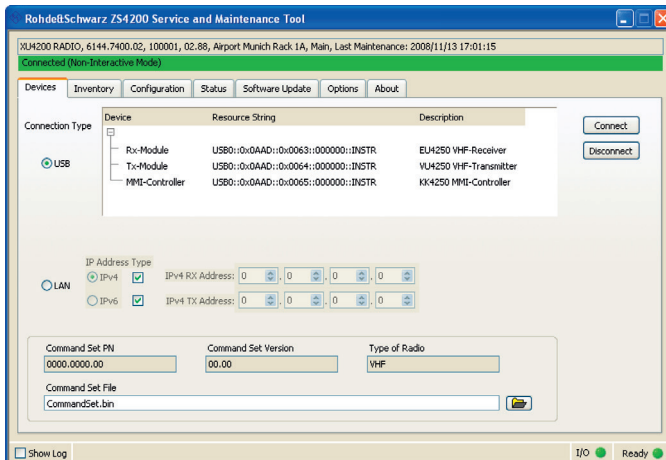 Rohde&Schwarz ZS4200 Service and Maintenance Tool
XU4200 RADIO, 6144.7400.02, 100001, 02.88, Airport Munich Rack 1A, Main, Last Maintenance: 2008/11/13 17:01:15
Connected (Non-Interactive Mode)
Devices Inventory Configuration Status Software Update Options About
Connection Type
Device Resource String Description
Connect
Rx-Module USB0::0x0AAD::0x0063::000000::INSTR EU4250 VHF-Receiver
Disconnect
USB
Tx-Module USB0::0x0AAD::0x0064::000000::INSTR VU4250 VHF-Transmitter
MMI-Controller USB0::0x0AAD::0x0065::000000::INSTR KK4250 MMI-Controller
IP Address Type
LAN
IPv4 IPv4 RX Address: 0 . 0 . 0 . 0
IPv6 IPv4 TX Address: 0 . 0 . 0 . 0
Command Set PN Command Set Version Type of Radio
0000.0000.00 00.00 VHF
Command Set File
CommandSet.bin
Show Log I/O Ready